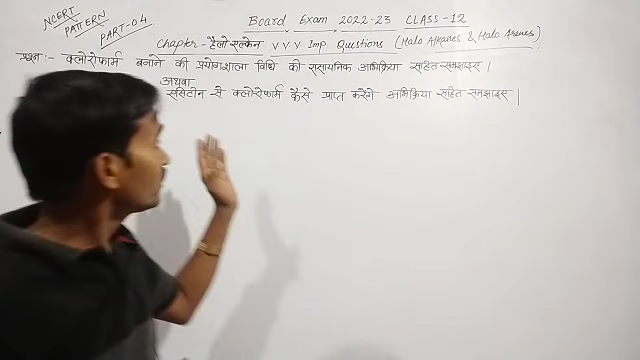 NCERT
PATTERN
PART-04
Board Exam 2022-23 CLASS-12
Chapter - हैलोएल्केन V V V Imp Questions (Halo Alkanes & Halo Arenes)
प्रश्न:- क्लोरोफार्म बनाने की प्रयोगशाला विधि को रासायनिक अभिक्रिया सहित समझाइए।
अथवा
एसिटोन से क्लोरोफार्म कैसे प्राप्त करेंगे अभिक्रिया सहित समझाइए।